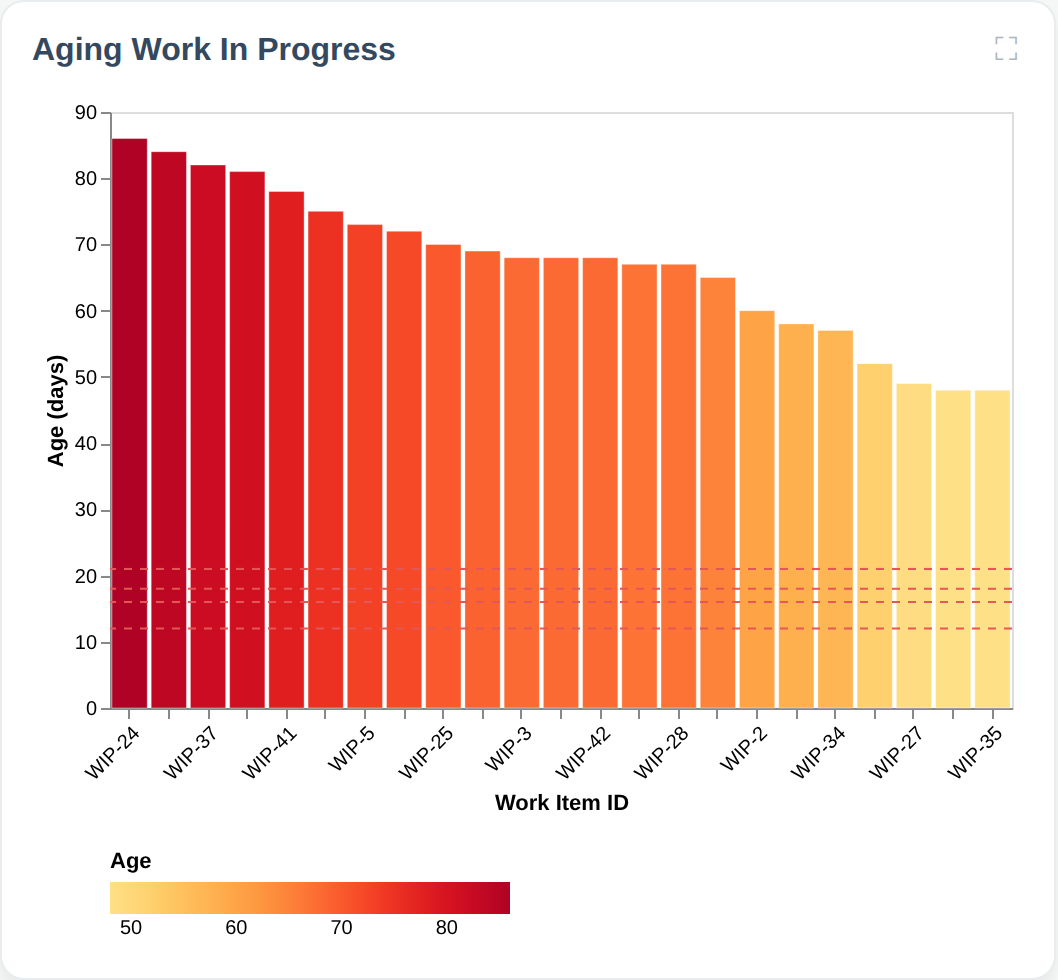 Aging Work In Progress
90
80
70
60
50
40
30
20
10
0
Age (days)
WIP-24
WIP-37
WIP-41
WIP-5
WIP-25
WIP-3
WIP-42
WIP-28
WIP-2
WIP-34
WIP-27
WIP-35
Work Item ID
Age
50 60 70 80